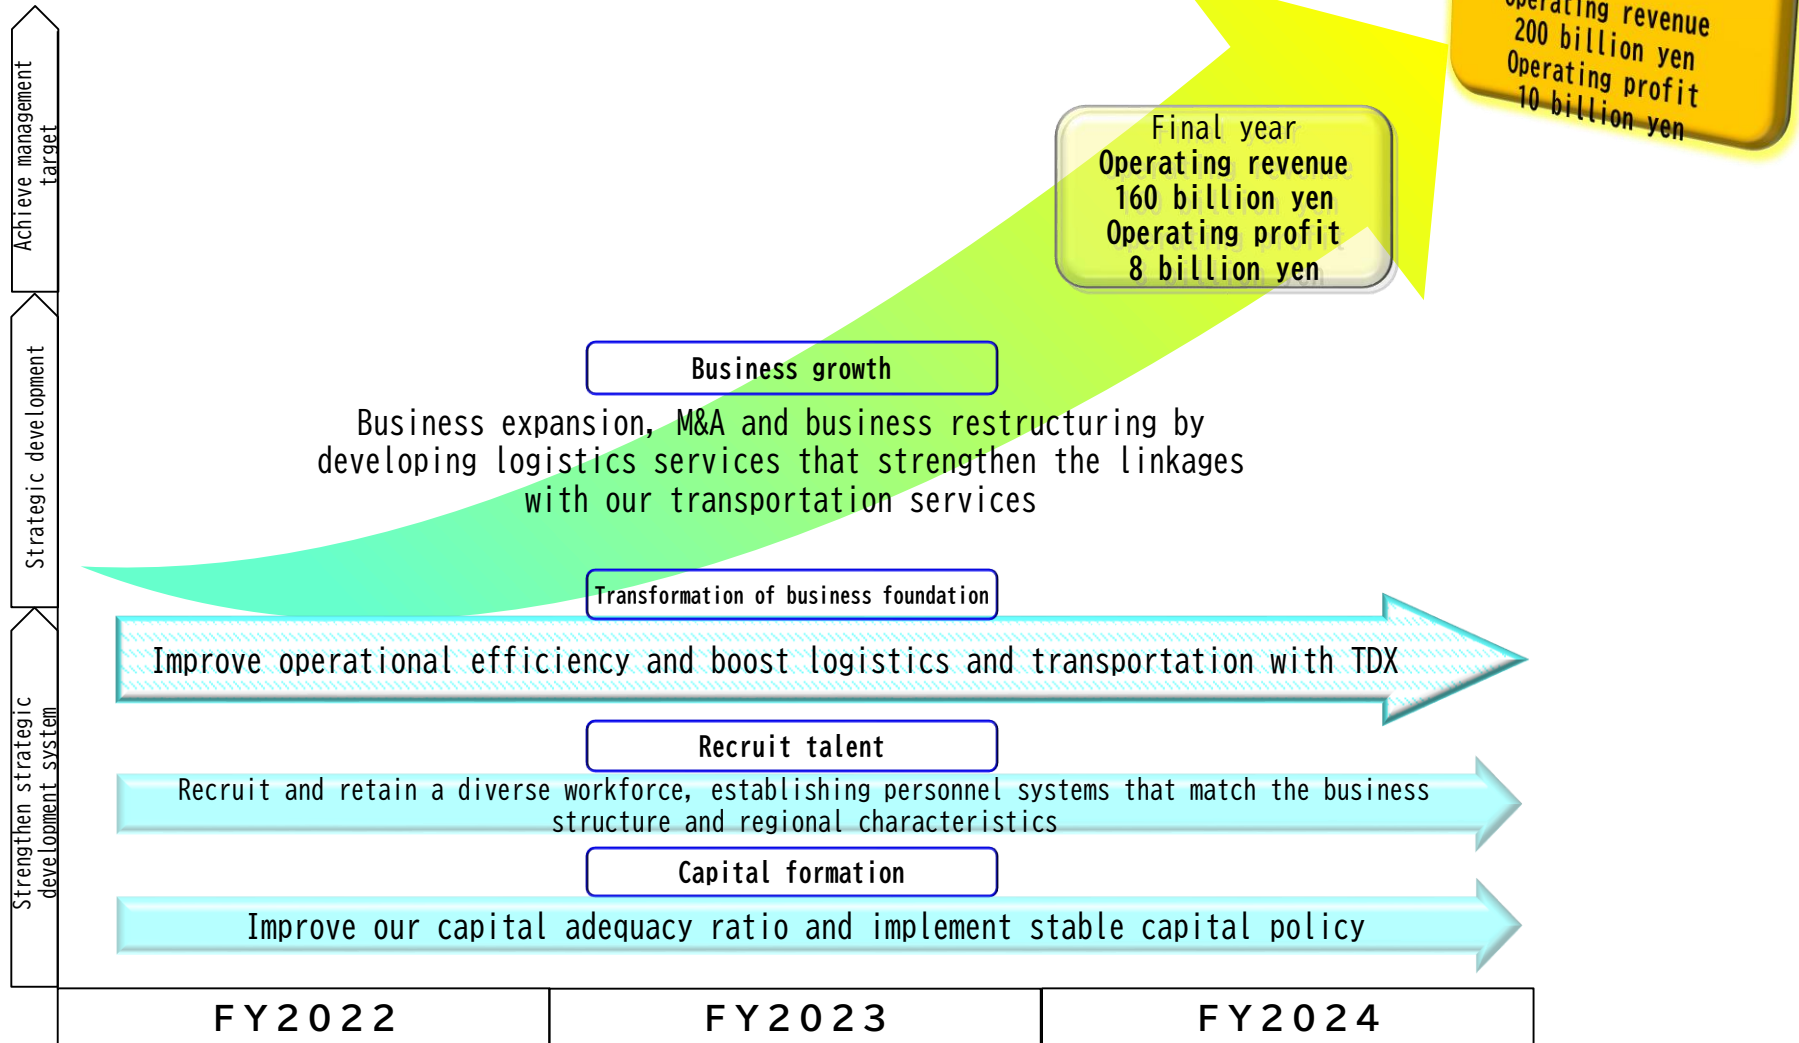 Operating revenue
200 billion yen
Operating profit
10 billion yen
Achieve management
target
Final year
Operating revenue
160 billion yen
Operating profit
8 billion yen
Strategic development
Business growth
Business expansion, M&A and business restructuring by
developing logistics services that strengthen the linkages
with our transportation services
Strengthen strategic
development system
Transformation of business foundation
Improve operational efficiency and boost logistics and transportation with TDX
Recruit talent
Recruit and retain a diverse workforce, establishing personnel systems that match the business
structure and regional characteristics
Capital formation
Improve our capital adequacy ratio and implement stable capital policy
FY2022
FY2023
FY2024